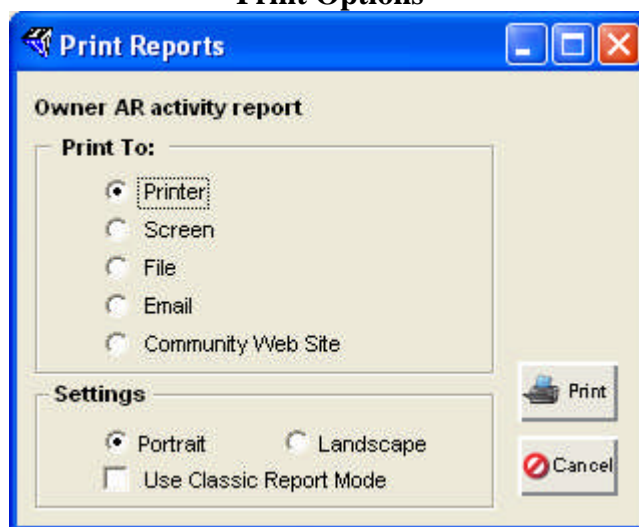 Print Options
Print Reports
Owner AR activity report
Print To:
Printer
Screen
File
Email
Community Web Site
Settings
Portrait Landscape
Use Classic Report Mode
Print
Cancel